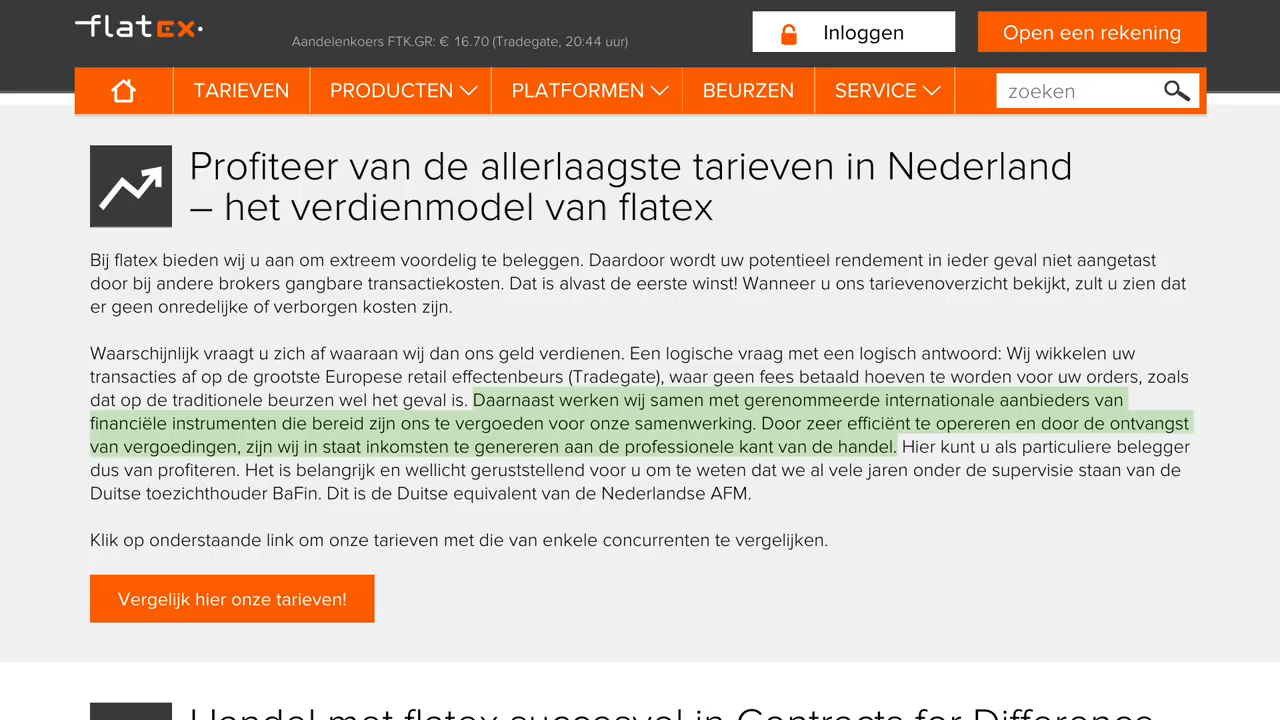 flatex
Aandelenkoers FTK.GR: € 16.70 (Tradegate, 20:44 uur)
Inloggen
Open een rekening
TARIEVEN
PRODUCTEN
PLATFORMEN
BEURZEN
SERVICE
zoeken
Profiteer van de allerlaagste tarieven in Nederland
– het verdienmodel van flatex
Bij flatex bieden wij u aan om extreem voordelig te beleggen. Daardoor wordt uw potentieel rendement in ieder geval niet aangetast
door bij andere brokers gangbare transactiekosten. Dat is alvast de eerste winst! Wanneer u ons tarievenoverzicht bekijkt, zult u zien dat
er geen onredelijke of verborgen kosten zijn.
Waarschijnlijk vraagt u zich af waaraan wij dan ons geld verdienen. Een logische vraag met een logisch antwoord: Wij wikkelen uw
transacties af op de grootste Europese retail effectenbeurs (Tradegate), waar geen fees betaald hoeven te worden voor uw orders, zoals
dat op de traditionele beurzen wel het geval is. Daarnaast werken wij samen met gerenommeerde internationale aanbieders van
financiële instrumenten die bereid zijn ons te vergoeden voor onze samenwerking. Door zeer efficiënt te opereren en door de ontvangst
van vergoedingen, zijn wij in staat inkomsten te genereren aan de professionele kant van de handel. Hier kunt u als particuliere belegger
dus van profiteren. Het is belangrijk en wellicht geruststellend voor u om te weten dat we al vele jaren onder de supervisie staan van de
Duitse toezichthouder BaFin. Dit is de Duitse equivalent van de Nederlandse AFM.
Klik op onderstaande link om onze tarieven met die van enkele concurrenten te vergelijken.
Vergelijk hier onze tarieven!
Handel met flatex succesvol in Contracts for Difference